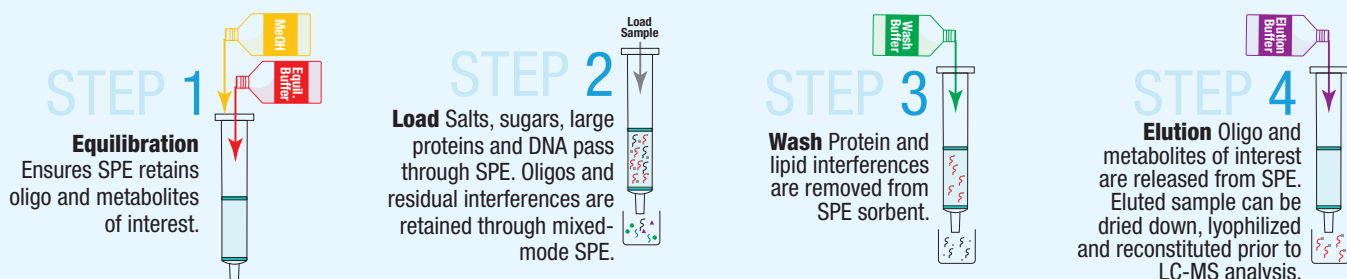 MeOH
Equil.
Buffer
STEP 1
Equilibration
Ensures SPE retains
oligo and metabolites
of interest.
Load
Sample
STEP 2
Load Salts, sugars, large
proteins and DNA pass
through SPE. Oligos and
residual interferences are
retained through mixed-
mode SPE.
Wash
Buffer
STEP 3
Wash Protein and
lipid interferences
are removed from
SPE sorbent.
Elution
Buffer
STEP 4
Elution Oligo and
metabolites of interest
are released from SPE.
Eluted sample can be
dried down, lyophilized
and reconstituted prior to
LC-MS analysis.